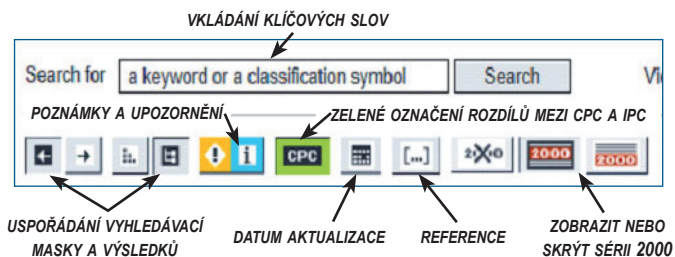 VKLÁDÁNÍ KLÍČOVÝCH SLOV
Search for a keyword or a classification symbol Search Vi
POZNÁMKY A UPOZORNĚNÍ ZELENÉ OZNAČENÍ ROZDÍLŮ MEZI CPC A IPC
i CPC [...] 2000 2000
USPOŘÁDÁNÍ VYHLEDÁVACÍ
MASKY A VÝSLEDKŮ
DATUM AKTUALIZACE
REFERENCE
ZOBRAZIT NEBO
SKRÝT SÉRII 2000